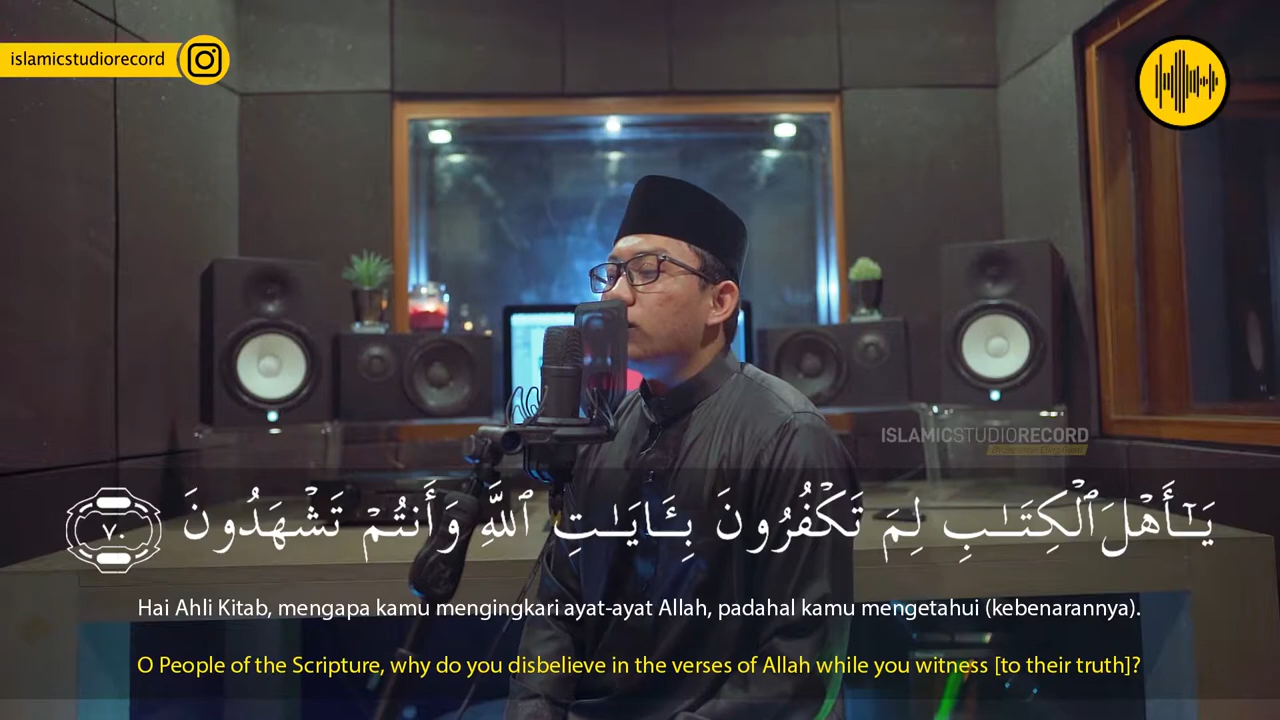 islamicstudiorecord
ISLAMICSTUDIORECORD
يَـٰٓأَهْلَ ٱلْكِتَـٰبِ لِمَ تَكْفُرُونَ بِـَٔايَـٰتِ ٱللَّهِ وَأَنتُمْ تَشْهَدُونَ ٧٠
Hai Ahli Kitab, mengapa kamu mengingkari ayat-ayat Allah, padahal kamu mengetahui (kebenarannya).
O People of the Scripture, why do you disbelieve in the verses of Allah while you witness [to their truth]?